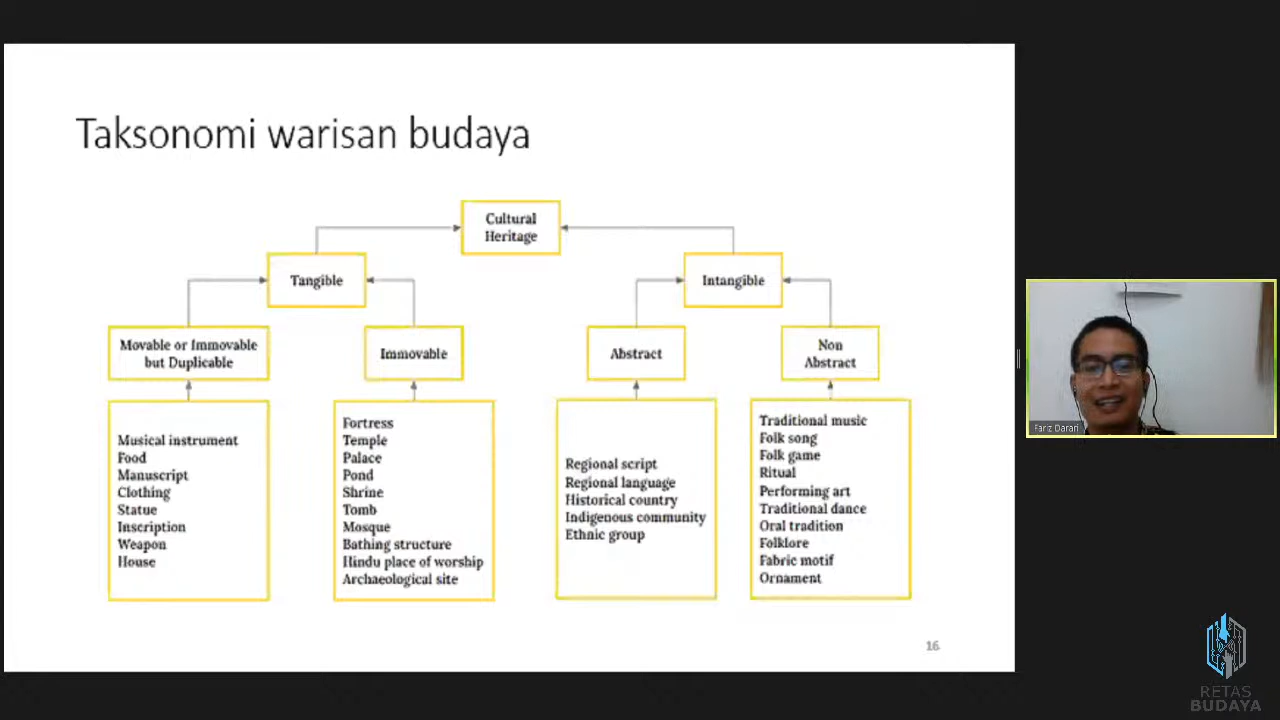 Taksonomi warisan budaya
Cultural
Heritage
Tangible
Intangible
Movable or Immovable
but Duplicable
Immovable
Abstract
Non
Abstract
Musical instrument
Food
Manuscript
Clothing
Statue
Inscription
Weapon
House
Fortress
Temple
Palace
Pond
Shrine
Tomb
Mosque
Bathing structure
Hindu place of worship
Archaeological site
Regional script
Regional language
Historical country
Indigenous community
Ethnic group
Traditional music
Folk song
Folk game
Ritual
Performing art
Traditional dance
Oral tradition
Folklore
Fabric motif
Ornament
16
Fariz Darari
RETAS
BUDAYA